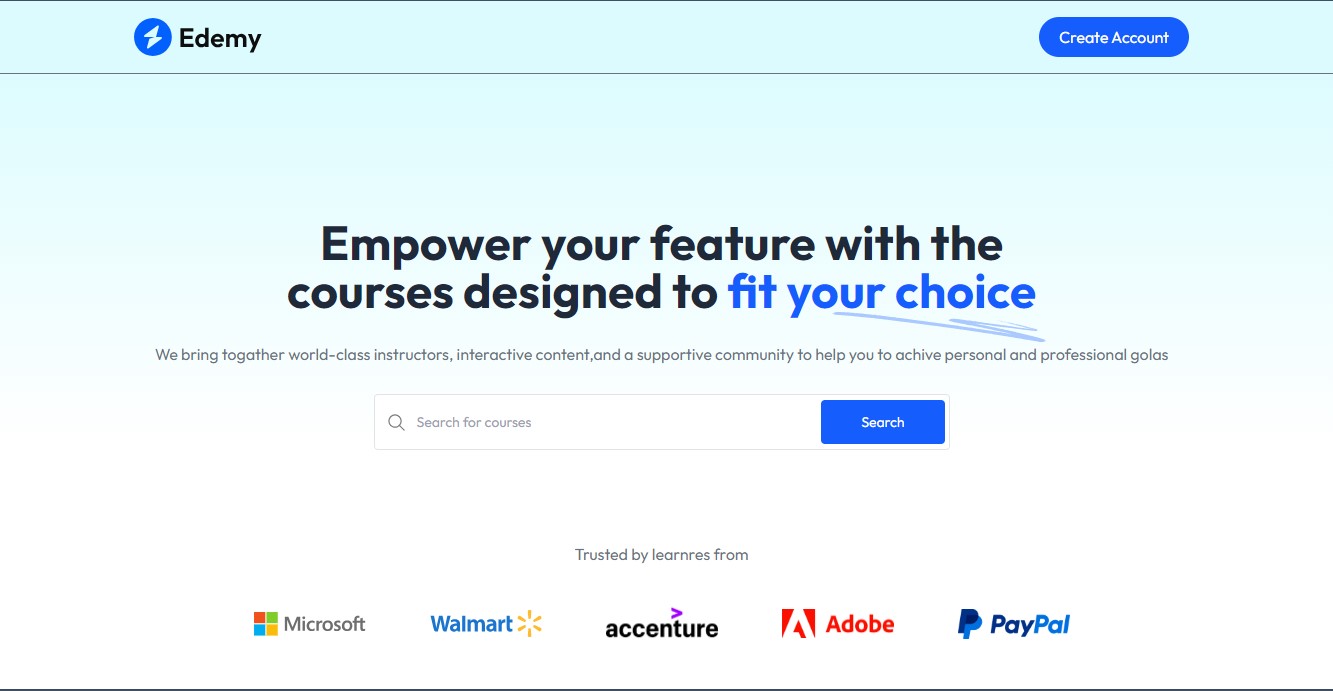 Edemy
Create Account
Empower your feature with the
courses designed to fit your choice
We bring togather world-class instructors, interactive content,and a supportive community to help you to achive personal and professional golas
Search for courses
Search
Trusted by learnres from
Microsoft
Walmart
accenture
Adobe
PayPal